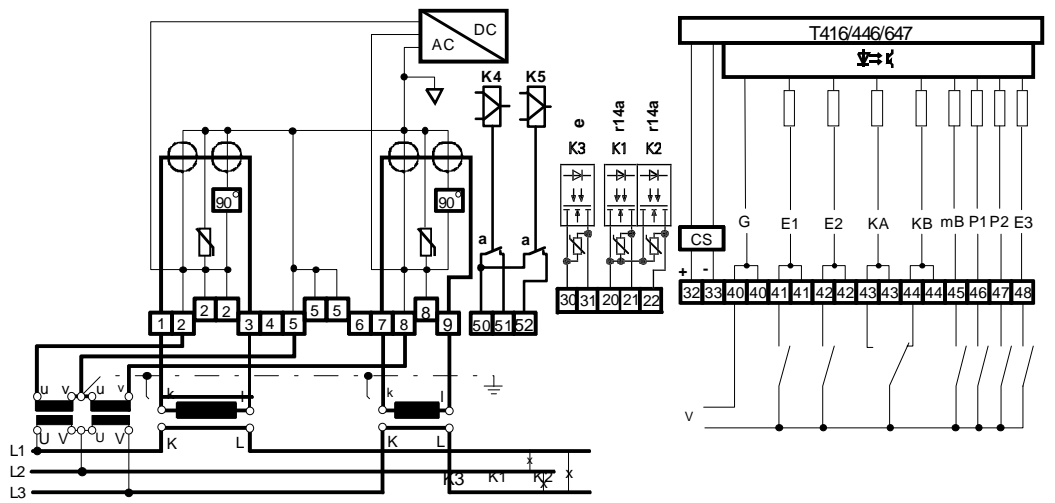 DC
AC
T416/446/647
K4 K5
e r14a r14a
K3 K1 K2
90° 90°
G E1 E2 KA KB mB P1 P2 E3
a a
CS
+ -
2 2 5 5 8
1 2 3 4 5 6 7 8 9
50 51 52
30 31 20 21 22
32 33 40 40 41 41 42 42 43 43 44 44 45 46 47 48
u v u v
k l k l
U V U V
K L K L
V
L1
L2
K3 K1 K2
L3